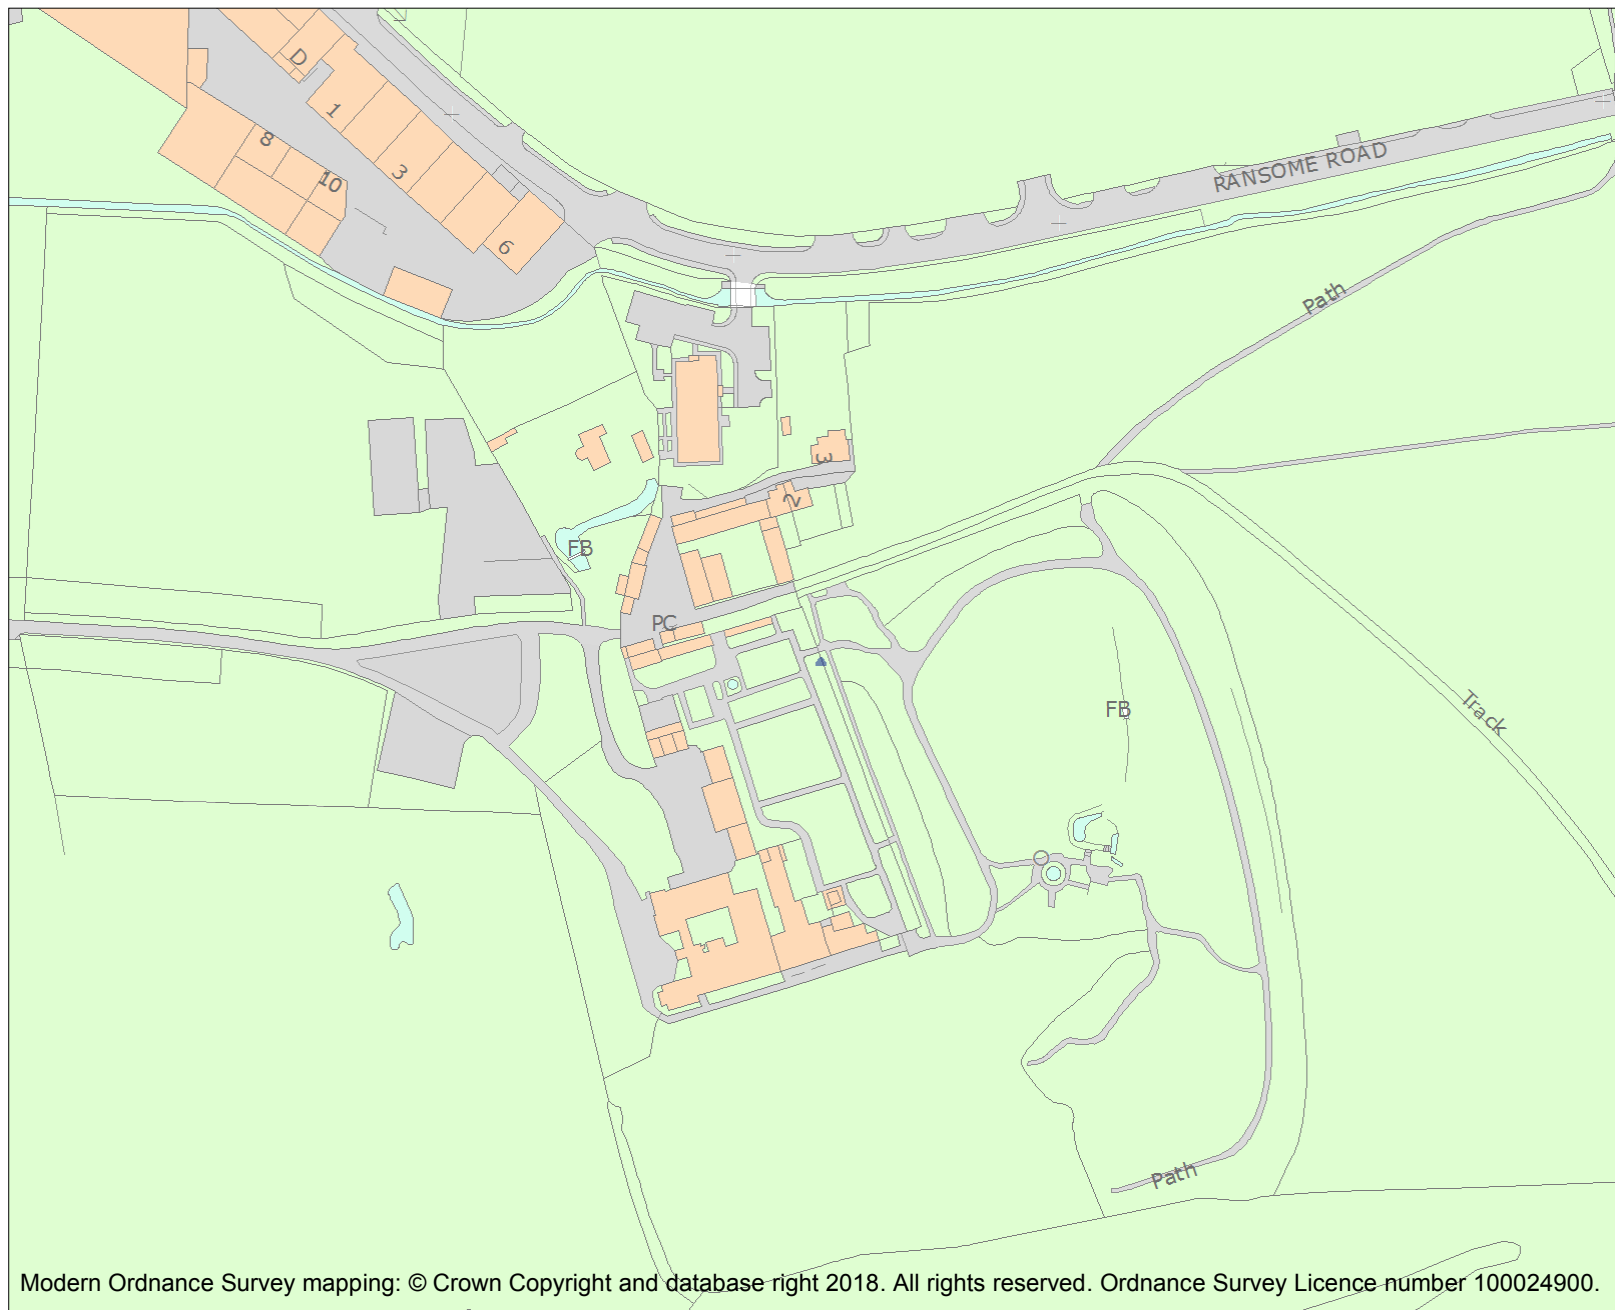 D
1
8
3
10
RANSOME ROAD
6
Path
3
2
FB
PC
FB
Track
Path
Modern Ordnance Survey mapping: © Crown Copyright and database right 2018. All rights reserved. Ordnance Survey Licence number 100024900.